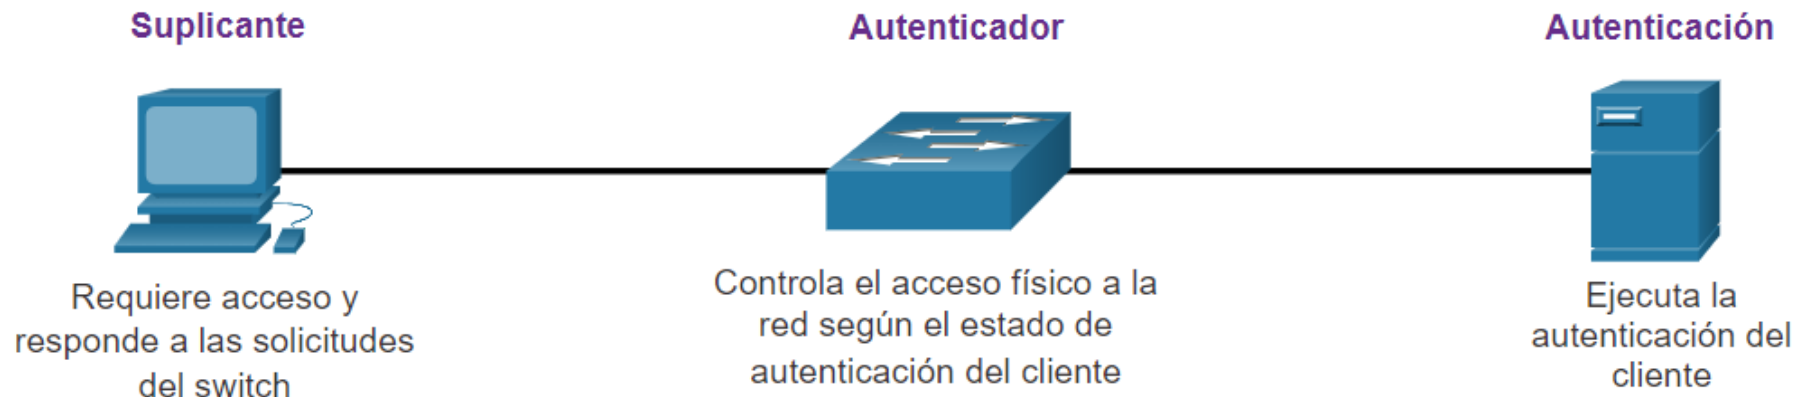 Suplicante
Requiere acceso y
responde a las solicitudes
del switch
Autenticador
Controla el acceso físico a la
red según el estado de
autenticación del cliente
Autenticación
Ejecuta la
autenticación del
cliente